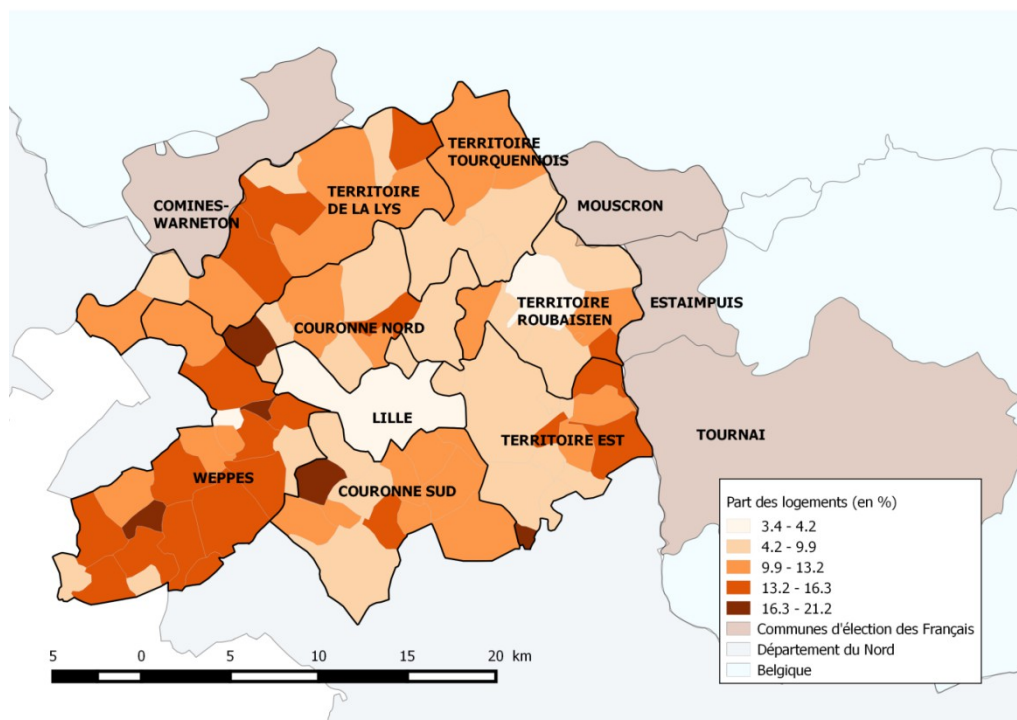 TERRITOIRE
TOURQUENNOIS
TERRITOIRE
DE LA LYS
COMINES-
WARNETON
MOUSCRON
ESTAIMPUIS
COURONNE NORD
TERRITOIRE
ROUBAISIEN
LILLE
TERRITOIRE EST
TOURNAI
WEPPES
COURONNE SUD
Part des logements (en %)
3.4 - 4.2
4.2 - 9.9
9.9 - 13.2
13.2 - 16.3
16.3 - 21.2
Communes d'élection des Français
Département du Nord
Belgique
5 0 5 10 15 20 km